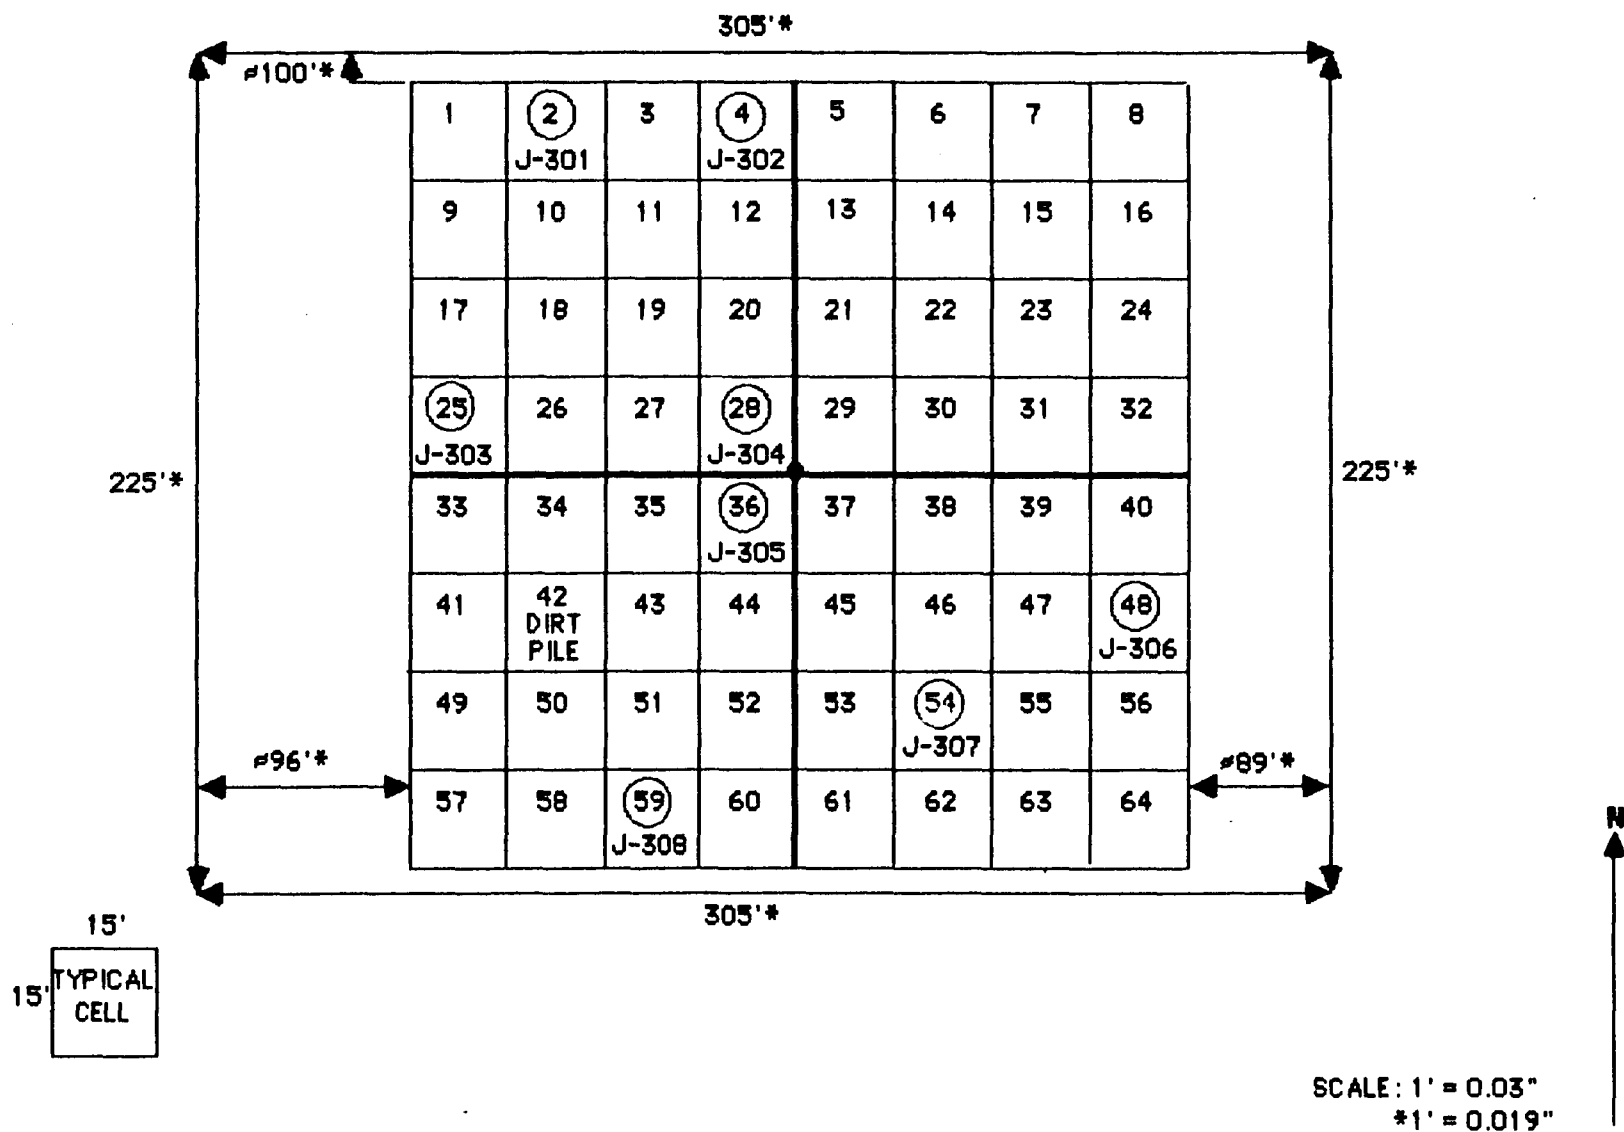 305'*
≠100'*
1 2 3 4 5 6 7 8
J-301 J-302
9 10 11 12 13 14 15 16
17 18 19 20 21 22 23 24
25 26 27 28 29 30 31 32
J-303 J-304
225'*
225'*
33 34 35 36 37 38 39 40
J-305
41 42 43 44 45 46 47 48
DIRT
PILE
J-306
49 50 51 52 53 54 55 56
J-307
≠96'*
≠89'*
57 58 59 60 61 62 63 64
J-308
305'*
15'
15'
TYPICAL
CELL
N
SCALE: 1' = 0.03"
*1' = 0.019"